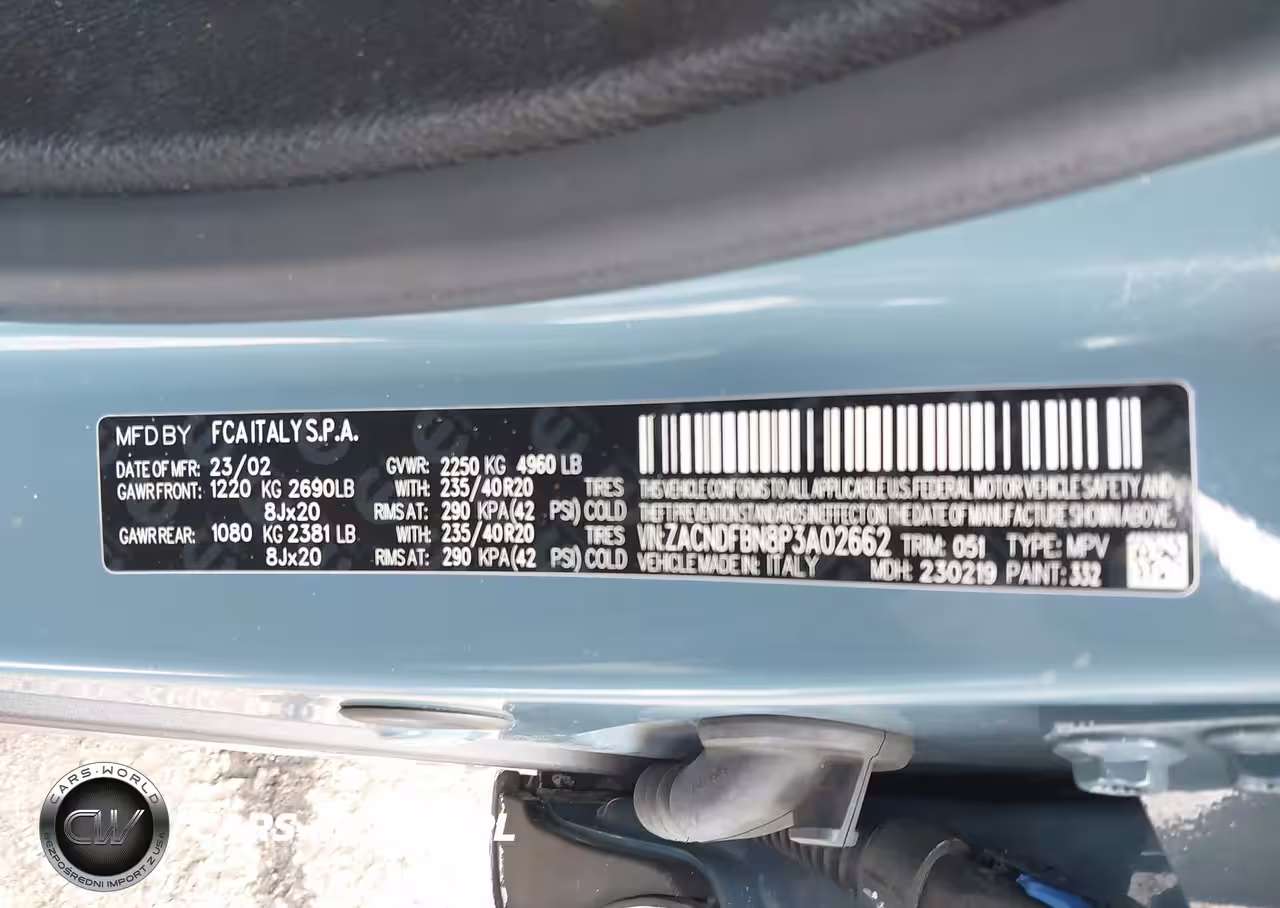 MFD BY FCA ITALY S.P.A.
DATE OF MFR: 23/02 GVWR: 2250 KG 4960 LB
GAWR FRONT: 1220 KG 2690LB WITH: 235/40R20 TIRES
8Jx20 RIMS AT: 290 KPA(42 PSI) COLD
GAWR REAR: 1080 KG 2381 LB WITH: 235/40R20 TIRES
8Jx20 RIMS AT: 290 KPA(42 PSI) COLD
THIS VEHICLE CONFORMS TO ALL APPLICABLE U.S. FEDERAL MOTOR VEHICLE SAFETY AND
THEFT PREVENTION STANDARDS IN EFFECT ON THE DATE OF MANUFACTURE SHOWN ABOVE.
VIN: ZACNDFBN8P3A02662 TRIM: 051 TYPE: MPV
VEHICLE MADE IN: ITALY MDH: 230219 PAINT: 332
CARS-WORLD
CW
BEZPOŚREDNI IMPORT Z USA